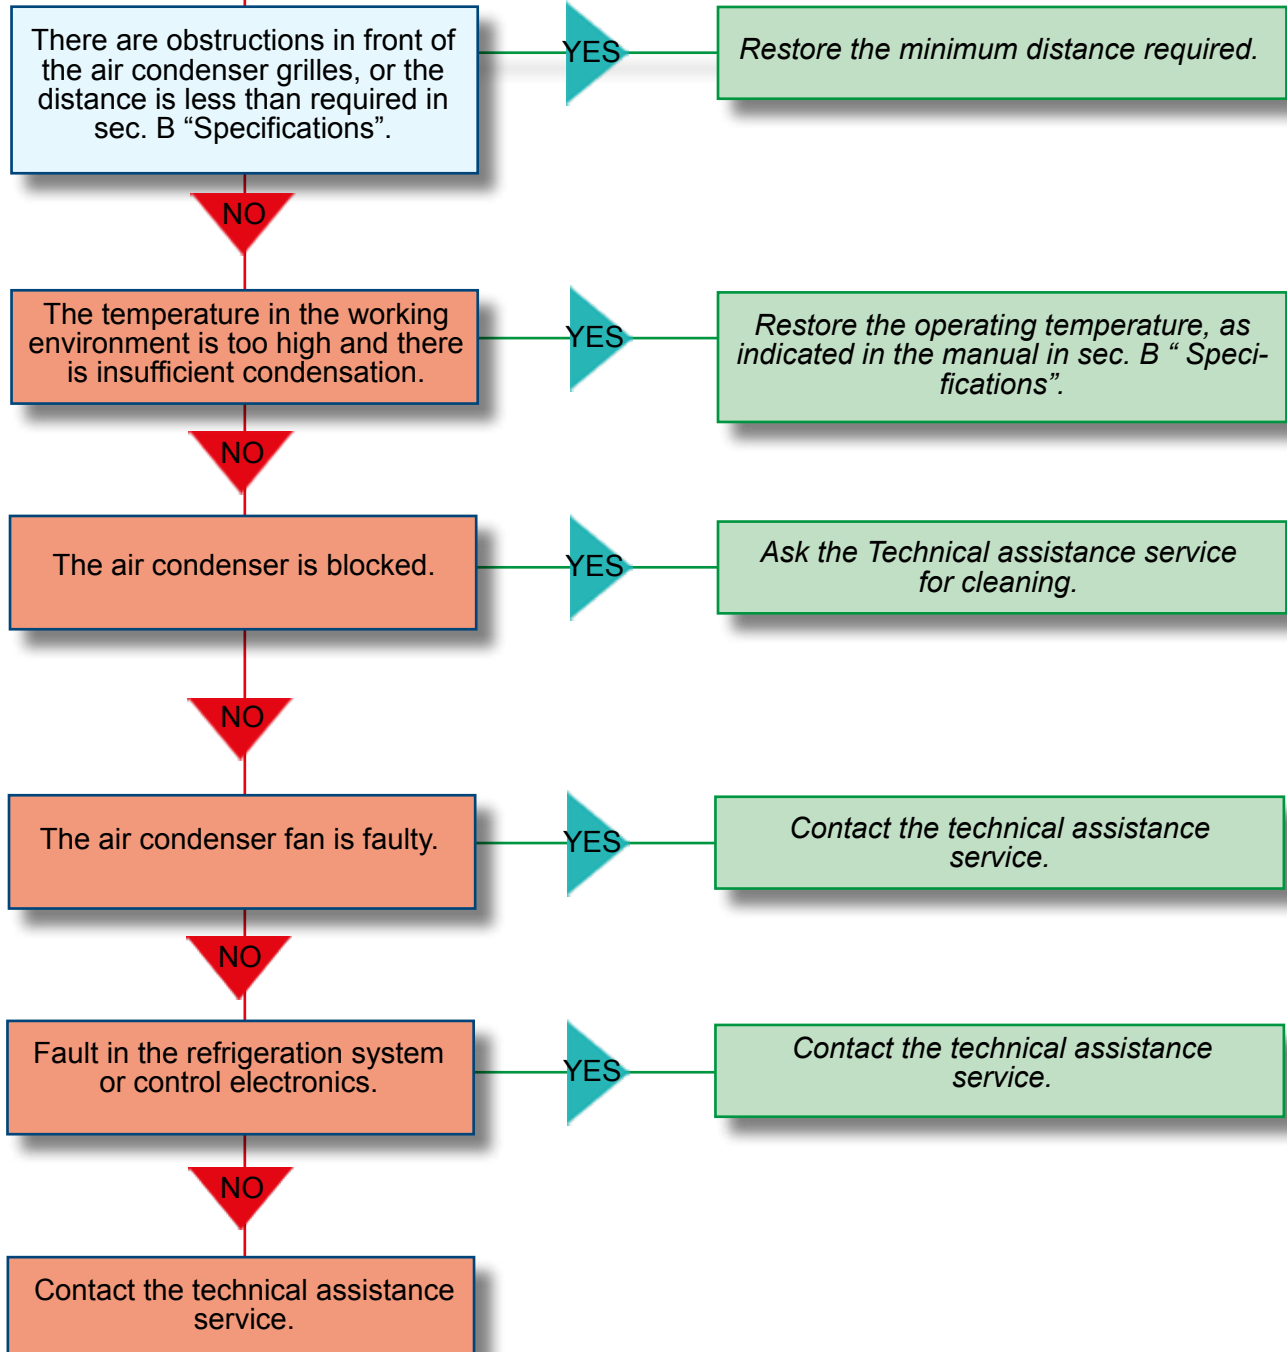 There are obstructions in front of
the air condenser grilles, or the
distance is less than required in
sec. B “Specifications”.
YES
Restore the minimum distance required.
NO
The temperature in the working
environment is too high and there
is insufficient condensation.
YES
Restore the operating temperature, as
indicated in the manual in sec. B “ Speci-
fications”.
NO
The air condenser is blocked.
YES
Ask the Technical assistance service
for cleaning.
NO
The air condenser fan is faulty.
YES
Contact the technical assistance
service.
NO
Fault in the refrigeration system
or control electronics.
YES
Contact the technical assistance
service.
NO
Contact the technical assistance
service.